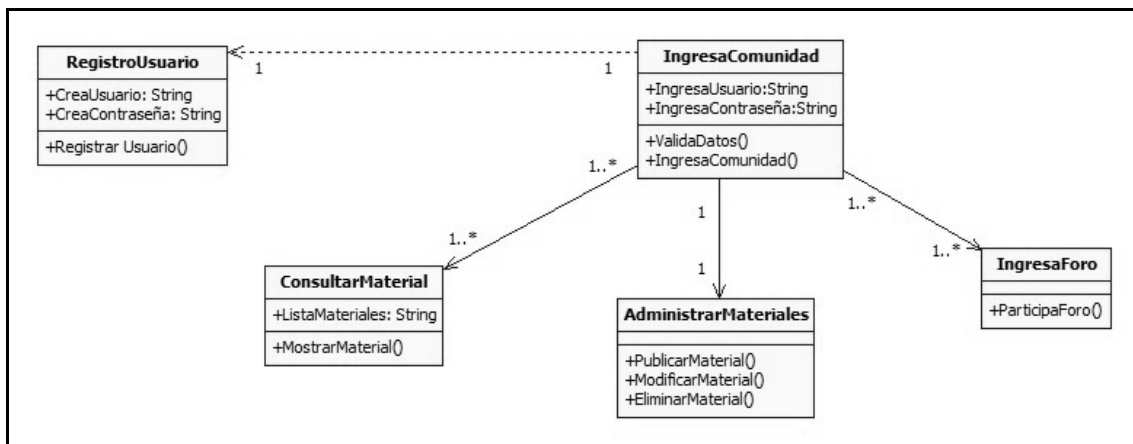 RegistroUsuario
+CreaUsuario: String
+CreaContraseña: String
+Registrar Usuario()
1
1
IngresaComunidad
+IngresaUsuario:String
+IngresaContraseña:String
+ValidaDatos()
+IngresaComunidad()
1..*
1..*
1
1
1..*
1..*
ConsultarMaterial
+ListaMateriales: String
+MostrarMaterial()
AdministrarMateriales
+PublicarMaterial()
+ModificarMaterial()
+EliminarMaterial()
IngresaForo
+ParticipaForo()